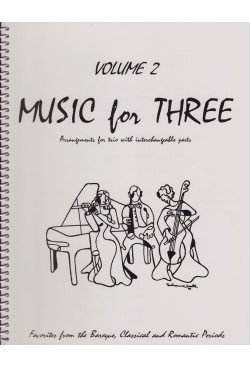 VOLUME 2
MUSIC for THREE
Arrangements for trio with interchangeable parts
Favorites from the Baroque, Classical and Romantic Periods